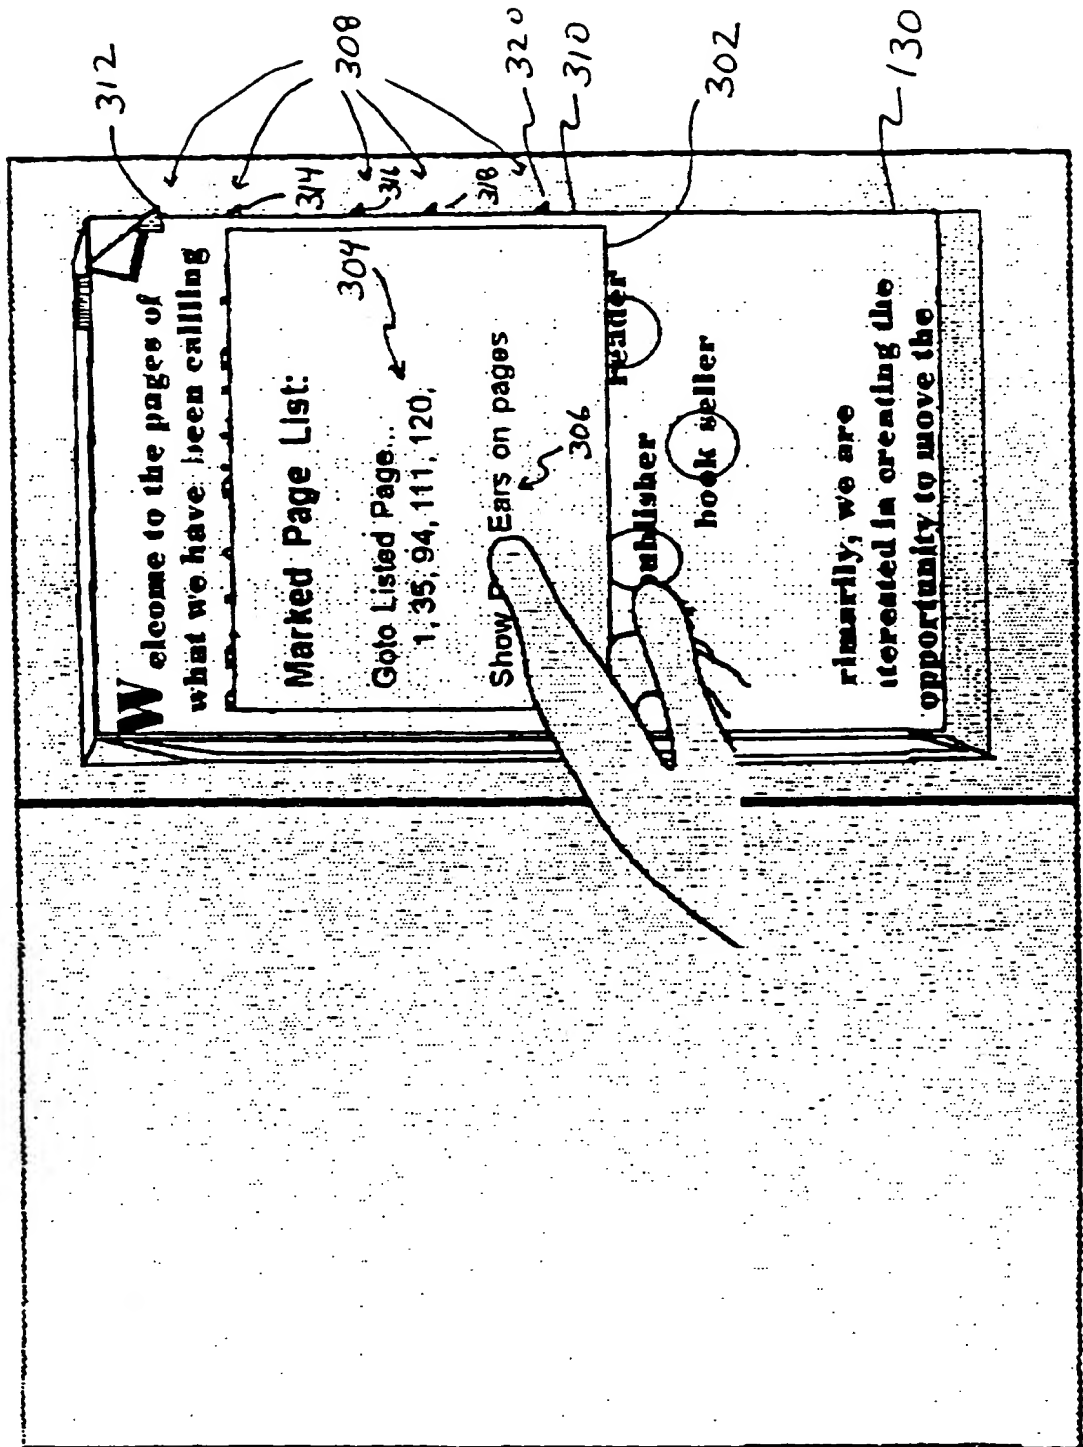 Welcome to the pages of
what we have been callling
Marked Page List:
Goto Listed Page...
1, 35, 94, 111, 120,
Show Ears on pages
reader
ublisher
book seller
rimarily, we are
terested in creating the
opportunity to move the
312
308
314
316
318
320
310
302
304
306
130